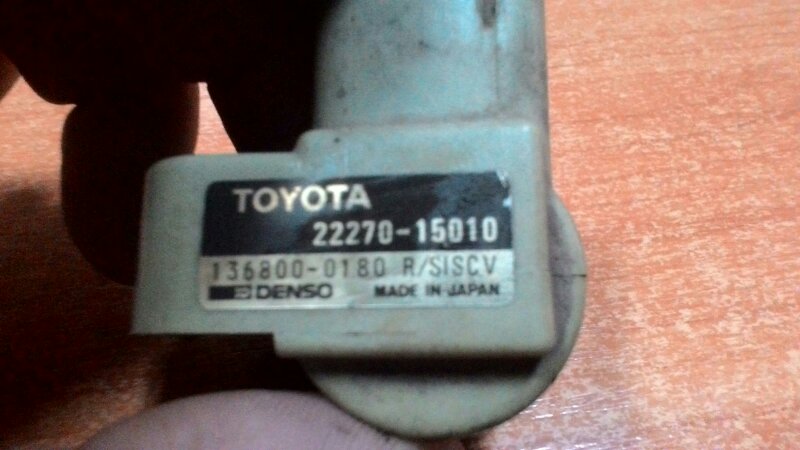 TOYOTA
22270-15010
136800-0180 R/SISCV
DENSO MADE IN JAPAN